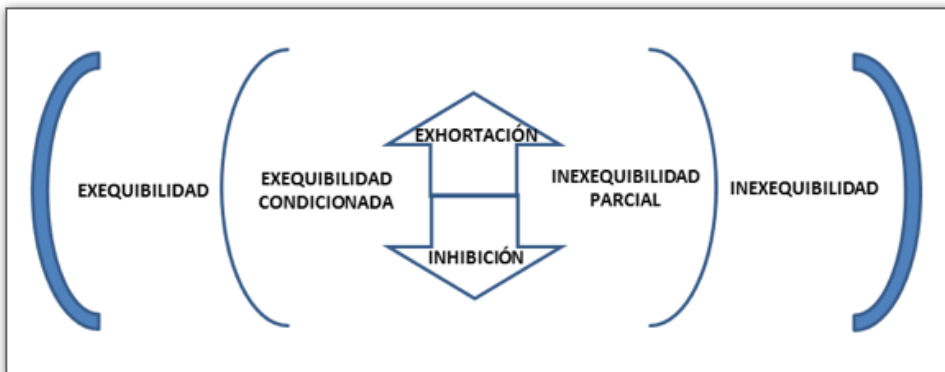 EXHORTACIÓN
EXEQUIBILIDAD
EXEQUIBILIDAD
CONDICIONADA
INEXEQUIBILIDAD
PARCIAL
INEXEQUIBILIDAD
INHIBICIÓN